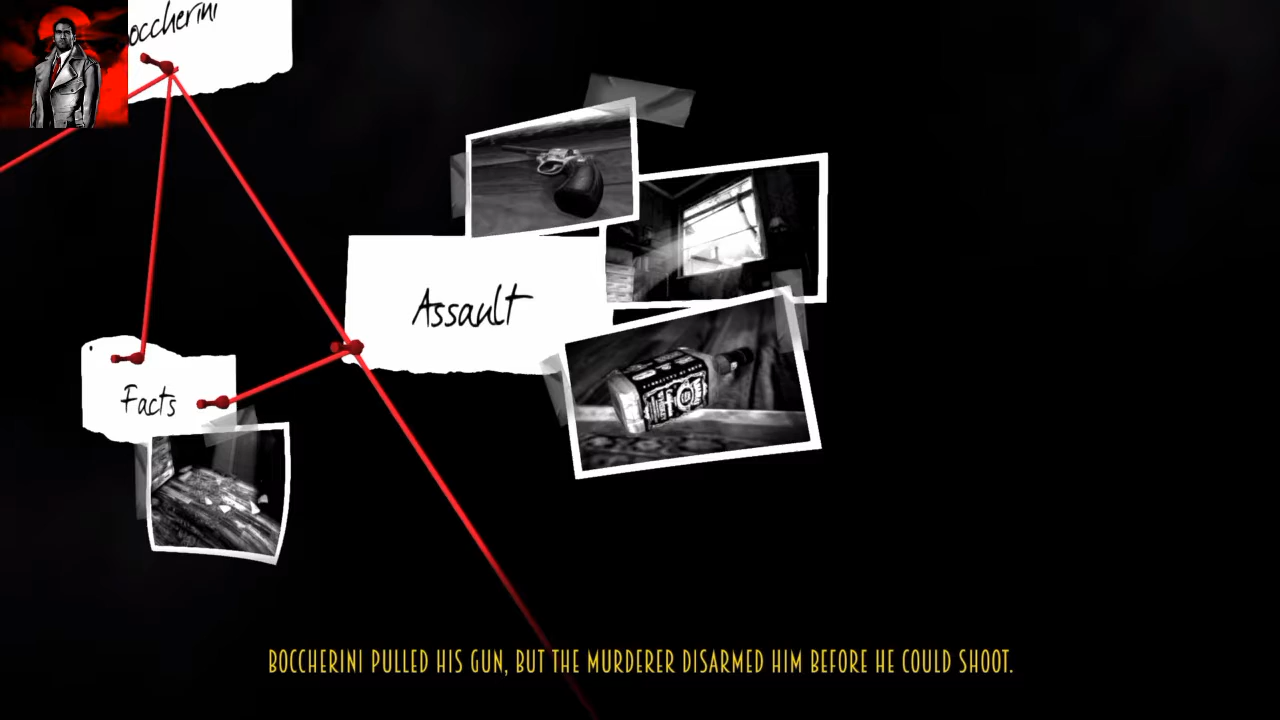 occherini
Assault
Facts
BOCCHERINI PULLED HIS GUN, BUT THE MURDERER DISARMED HIM BEFORE HE COULD SHOOT.